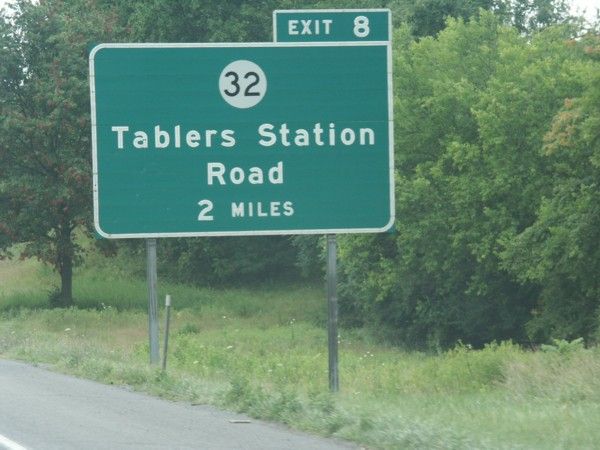 EXIT 8
32
Tablers Station
Road
2 MILES